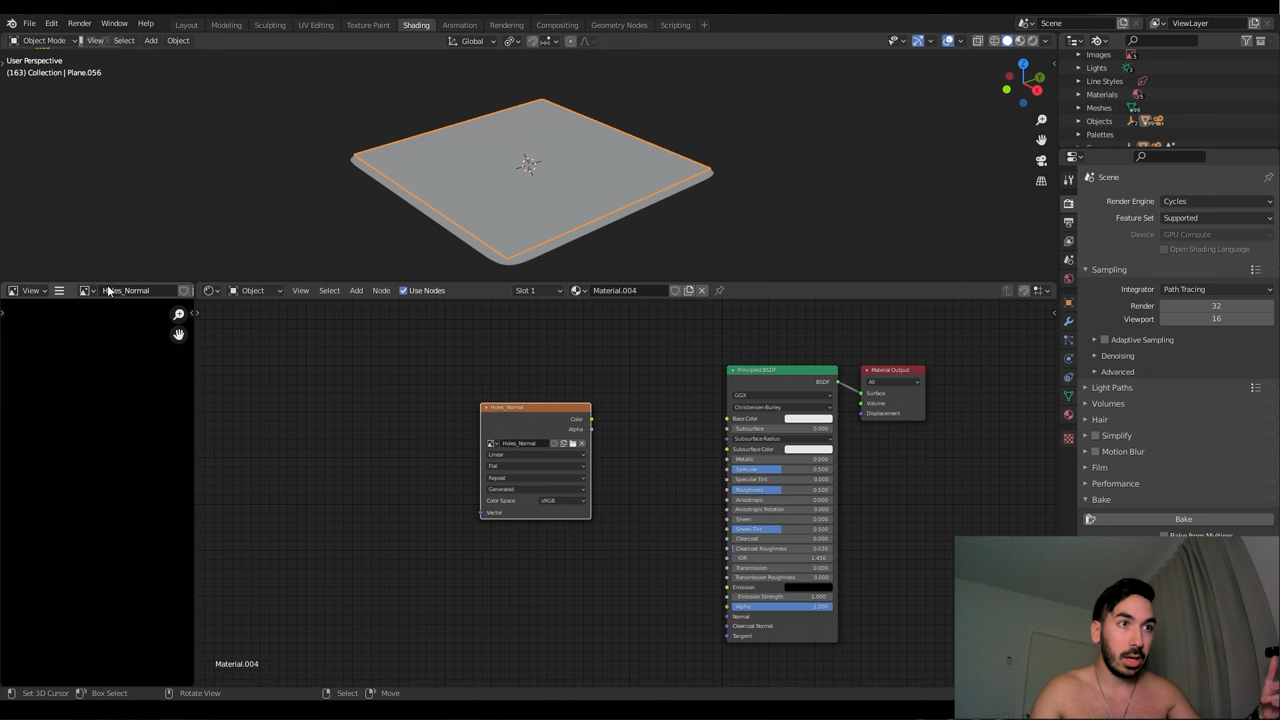 File Edit Render Window Help Layout Modeling Sculpting UV Editing Texture Paint Shading Animation Rendering Compositing Geometry Nodes Scripting + Scene ViewLayer
Object Mode View Select Add Object Global
User Perspective
(163) Collection | Plane.056
Z
Y
X
Images 5
Lights 3
Line Styles
Materials 5
Meshes 99
Objects
Palettes
Scene
Render Engine Cycles
Feature Set Supported
Device GPU Compute
Open Shading Language
Sampling
Integrator Path Tracing
Render 32
Viewport 16
Adaptive Sampling
Denoising
Advanced
Light Paths
Volumes
Hair
Simplify
Motion Blur
Film
Performance
Bake
Bake
Bake from Multires
View Holes_Normal
Object View Select Add Node Use Nodes Slot 1 Material.004
Holes_Normal
Color
Alpha
Holes_Normal
Linear
Flat
Repeat
Generated
Color Space sRGB
Vector
Principled BSDF
BSDF
GGX
Christensen-Burley
Base Color
Subsurface 0.000
Subsurface Radius
Subsurface Color
Metallic 0.000
Specular 0.500
Specular Tint 0.000
Roughness 0.500
Anisotropic 0.000
Anisotropic Rotation 0.000
Sheen 0.000
Sheen Tint 0.500
Clearcoat 0.000
Clearcoat Roughness 0.030
IOR 1.450
Transmission 0.000
Transmission Roughness 0.000
Emission
Emission Strength 1.000
Alpha 1.000
Normal
Clearcoat Normal
Tangent
Material Output
All
Surface
Volume
Displacement
Material.004
Set 3D Cursor Box Select Rotate View Select Move